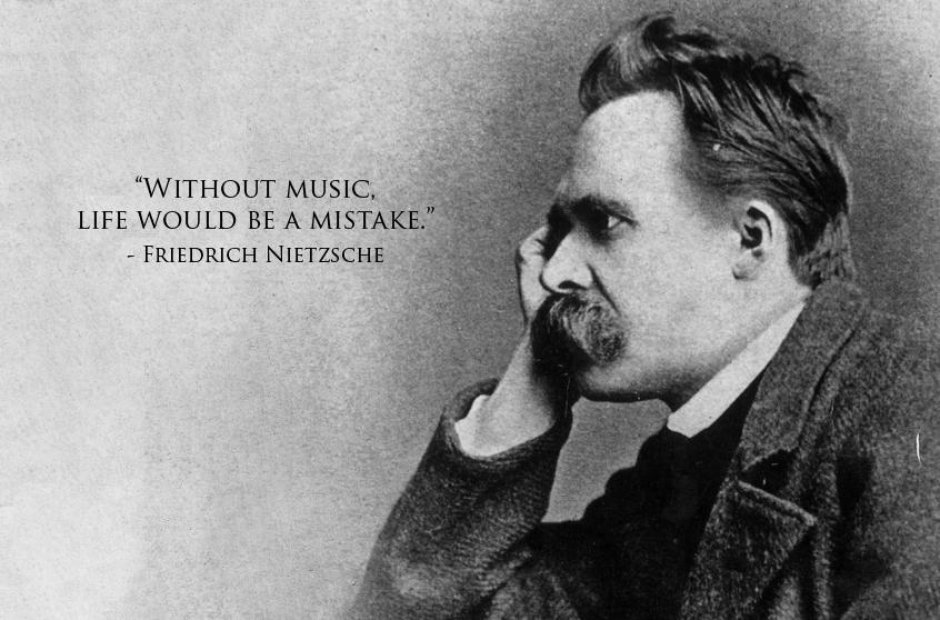 “Without music,
life would be a mistake.”
- Friedrich Nietzsche